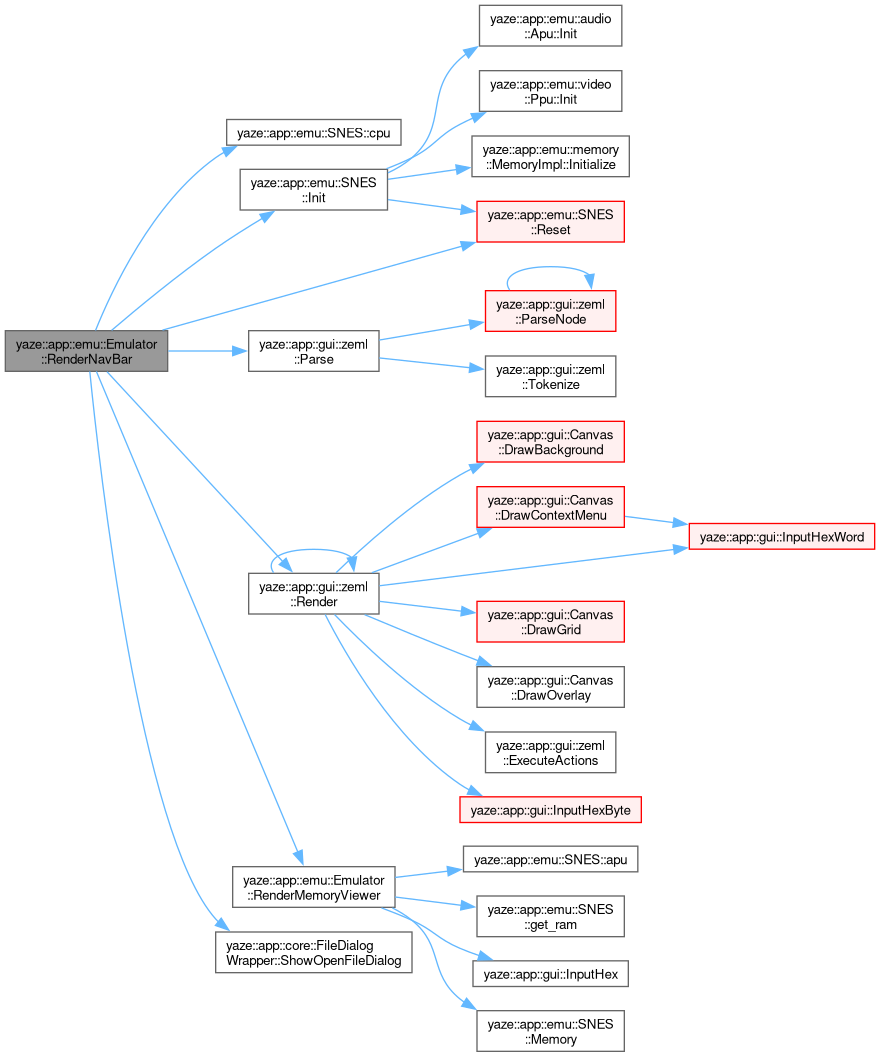 yaze::app::emu::audio
::Apu::Init
yaze::app::emu::video
::Ppu::Init
yaze::app::emu::SNES::cpu
yaze::app::emu::memory
::MemoryImpl::Initialize
yaze::app::emu::SNES
::Init
yaze::app::emu::SNES
::Reset
yaze::app::gui::zeml
::ParseNode
yaze::app::emu::Emulator
::RenderNavBar
yaze::app::gui::zeml
::Parse
yaze::app::gui::zeml
::Tokenize
yaze::app::gui::Canvas
::DrawBackground
yaze::app::gui::Canvas
::DrawContextMenu
yaze::app::gui::InputHexWord
yaze::app::gui::zeml
::Render
yaze::app::gui::Canvas
::DrawGrid
yaze::app::gui::Canvas
::DrawOverlay
yaze::app::gui::zeml
::ExecuteActions
yaze::app::gui::InputHexByte
yaze::app::emu::SNES::apu
yaze::app::emu::Emulator
::RenderMemoryViewer
yaze::app::emu::SNES
::get_ram
yaze::app::core::FileDialog
Wrapper::ShowOpenFileDialog
yaze::app::gui::InputHex
yaze::app::emu::SNES
::Memory